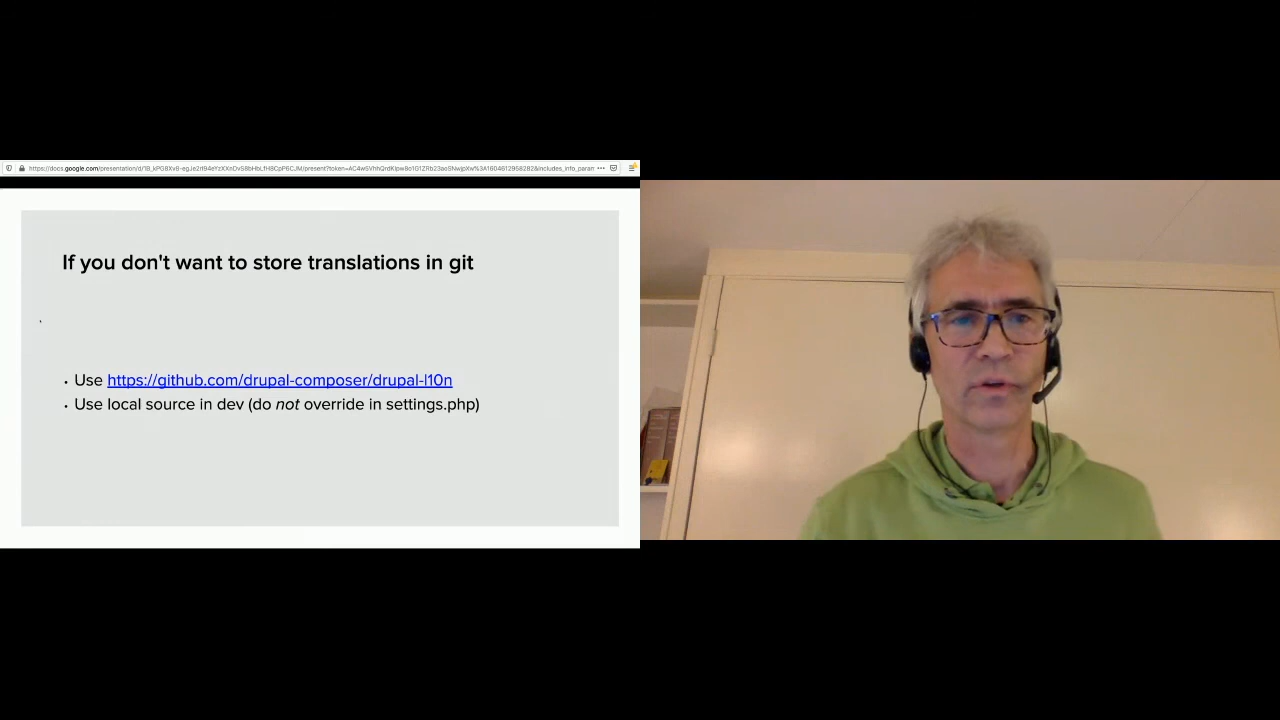 If you don't want to store translations in git
• Use https://github.com/drupal-composer/drupal-l10n
• Use local source in dev (do not override in settings.php)